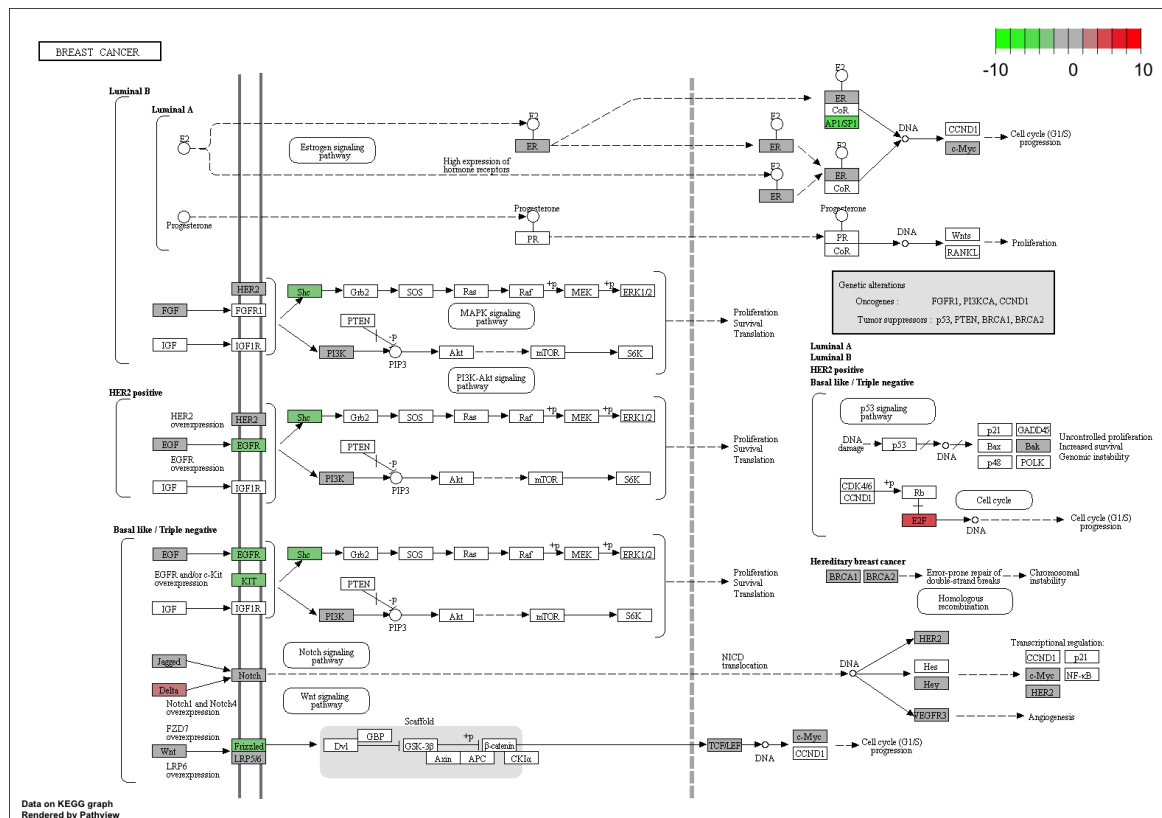 BREAST CANCER
-10 0 10
Luminal B
Luminal A
E2
Estrogen signaling
pathway
High expression of
hormone receptors
E2
ER
E2
ER
E2
ER
E2
ER
CoR
AP1/SP1
E2
ER
CoR
DNA
CCND1
c-Myc
Cell cycle (G1/S)
progression
Progesterone
Progesterone
PR
Progesterone
PR
CoR
DNA
Wnts
RANKL
Proliferation
HER2
FGF
FGFR1
IGF
IGF1R
Shc
Grb2
SOS
Ras
Raf
+p
MEK
+p
ERK1/2
MAPK signaling
pathway
PTEN
-p
PI3K
PIP3
Akt
mTOR
S6K
PI3K-Akt signaling
pathway
Proliferation
Survival
Translation
Genetic alterations
Oncogenes : FGFR1, PI3KCA, CCND1
Tumor suppressors : p53, PTEN, BRCA1, BRCA2
HER2 positive
HER2
overexpression
HER2
EGF
EGFR
EGFR
overexpression
IGF
IGF1R
Shc
Grb2
SOS
Ras
Raf
+p
MEK
+p
ERK1/2
PTEN
-p
PI3K
PIP3
Akt
mTOR
S6K
Proliferation
Survival
Translation
Luminal A
Luminal B
HER2 positive
Basal like / Triple negative
p53 signaling
pathway
DNA
damage
p53
DNA
p21
GADD45
Bax
Bak
p48
POLK
Uncontrolled proliferation
Increased survival
Genomic instability
CDK4/6
CCND1
+p
Rb
E2F
DNA
Cell cycle
Cell cycle (G1/S)
progression
Basal like / Triple negative
EGF
EGFR
EGFR and/or c-Kit
overexpression
KIT
IGF
IGF1R
Shc
Grb2
SOS
Ras
Raf
+p
MEK
+p
ERK1/2
PTEN
-p
PI3K
PIP3
Akt
mTOR
S6K
Proliferation
Survival
Translation
Hereditary breast cancer
BRCA1
BRCA2
Error-prone repair of
double-strand breaks
Chromosomal
instability
Homologous
recombination
Jagged
Delta
Notch
Notch1 and Notch4
overexpression
Notch signaling
pathway
NICD
translocation
DNA
HER2
Hes
Hey
VEGFR3
Transcriptional regulation:
CCND1
p21
c-Myc
NF-κB
HER2
Angiogenesis
Wnt signaling
pathway
FZD7
overexpression
Wnt
Frizzled
LRP5/6
LRP6
overexpression
Scaffold
Dvl
GBP
GSK-3β
+p
β-catenin
Axin
APC
CK1α
TCF/LEF
DNA
c-Myc
CCND1
Cell cycle (G1/S)
progression
Data on KEGG graph
Rendered by Pathview